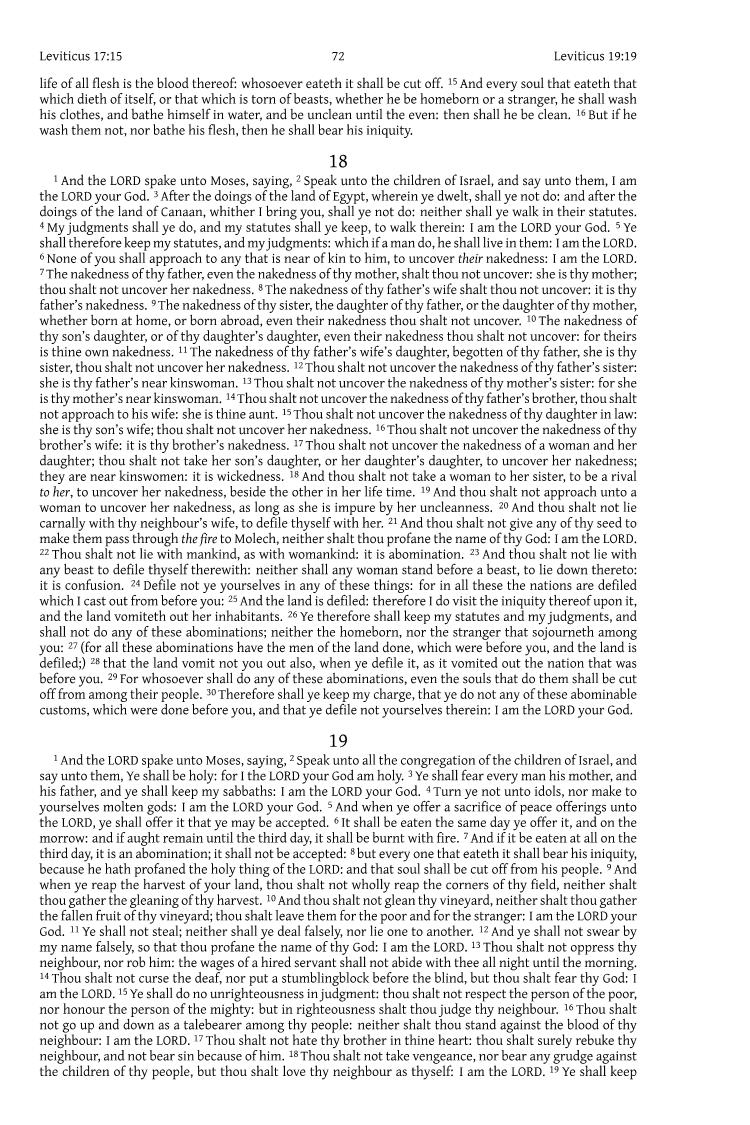 Leviticus 17:15 72 Leviticus 19:19
life of all flesh is the blood thereof: whosoever eateth it shall be cut off. 15 And every soul that eateth that
which dieth of itself, or that which is torn of beasts, whether he be homeborn or a stranger, he shall wash
his clothes, and bathe himself in water, and be unclean until the even: then shall he be clean. 16 But if he
wash them not, nor bathe his flesh, then he shall bear his iniquity.
18
1 And the LORD spake unto Moses, saying, 2 Speak unto the children of Israel, and say unto them, I am
the LORD your God. 3 After the doings of the land of Egypt, wherein ye dwelt, shall ye not do: and after the
doings of the land of Canaan, whither I bring you, shall ye not do: neither shall ye walk in their statutes.
4 My judgments shall ye do, and my statutes shall ye keep, to walk therein: I am the LORD your God. 5 Ye
shall therefore keep my statutes, and my judgments: which if a man do, he shall live in them: I am the LORD.
6 None of you shall approach to any that is near of kin to him, to uncover their nakedness: I am the LORD.
7 The nakedness of thy father, even the nakedness of thy mother, shalt thou not uncover: she is thy mother;
thou shalt not uncover her nakedness. 8 The nakedness of thy father's wife shalt thou not uncover: it is thy
father's nakedness. 9 The nakedness of thy sister, the daughter of thy father, or the daughter of thy mother,
whether born at home, or born abroad, even their nakedness thou shalt not uncover. 10 The nakedness of
thy son's daughter, or of thy daughter's daughter, even their nakedness thou shalt not uncover: for theirs
is thine own nakedness. 11 The nakedness of thy father's wife's daughter, begotten of thy father, she is thy
sister, thou shalt not uncover her nakedness. 12 Thou shalt not uncover the nakedness of thy father's sister:
she is thy father's near kinswoman. 13 Thou shalt not uncover the nakedness of thy mother's sister: for she
is thy mother's near kinswoman. 14 Thou shalt not uncover the nakedness of thy father's brother, thou shalt
not approach to his wife: she is thine aunt. 15 Thou shalt not uncover the nakedness of thy daughter in law:
she is thy son's wife; thou shalt not uncover her nakedness. 16 Thou shalt not uncover the nakedness of thy
brother's wife: it is thy brother's nakedness. 17 Thou shalt not uncover the nakedness of a woman and her
daughter; thou shalt not take her son's daughter, or her daughter's daughter, to uncover her nakedness;
they are near kinswomen: it is wickedness. 18 And thou shalt not take a woman to her sister, to be a rival
to her, to uncover her nakedness, beside the other in her life time. 19 And thou shalt not approach unto a
woman to uncover her nakedness, as long as she is impure by her uncleanness. 20 And thou shalt not lie
carnally with thy neighbour's wife, to defile thyself with her. 21 And thou shalt not give any of thy seed to
make them pass through the fire to Molech, neither shalt thou profane the name of thy God: I am the LORD.
22 Thou shalt not lie with mankind, as with womankind: it is abomination. 23 And thou shalt not lie with
any beast to defile thyself therewith: neither shall any woman stand before a beast, to lie down thereto:
it is confusion. 24 Defile not ye yourselves in any of these things: for in all these the nations are defiled
which I cast out from before you: 25 And the land is defiled: therefore I do visit the iniquity thereof upon it,
and the land vomiteth out her inhabitants. 26 Ye therefore shall keep my statutes and my judgments, and
shall not do any of these abominations; neither the homeborn, nor the stranger that sojourneth among
you: 27 (for all these abominations have the men of the land done, which were before you, and the land is
defiled;) 28 that the land vomit not you out also, when ye defile it, as it vomited out the nation that was
before you. 29 For whosoever shall do any of these abominations, even the souls that do them shall be cut
off from among their people. 30 Therefore shall ye keep my charge, that ye do not any of these abominable
customs, which were done before you, and that ye defile not yourselves therein: I am the LORD your God.
19
1 And the LORD spake unto Moses, saying, 2 Speak unto all the congregation of the children of Israel, and
say unto them, Ye shall be holy: for I the LORD your God am holy. 3 Ye shall fear every man his mother, and
his father, and ye shall keep my sabbaths: I am the LORD your God. 4 Turn ye not unto idols, nor make to
yourselves molten gods: I am the LORD your God. 5 And when ye offer a sacrifice of peace offerings unto
the LORD, ye shall offer it that ye may be accepted. 6 It shall be eaten the same day ye offer it, and on the
morrow: and if aught remain until the third day, it shall be burnt with fire. 7 And if it be eaten at all on the
third day, it is an abomination; it shall not be accepted: 8 but every one that eateth it shall bear his iniquity,
because he hath profaned the holy thing of the LORD: and that soul shall be cut off from his people. 9 And
when ye reap the harvest of your land, thou shalt not wholly reap the corners of thy field, neither shalt
thou gather the gleaning of thy harvest. 10 And thou shalt not glean thy vineyard, neither shalt thou gather
the fallen fruit of thy vineyard; thou shalt leave them for the poor and for the stranger: I am the LORD your
God. 11 Ye shall not steal; neither shall ye deal falsely, nor lie one to another. 12 And ye shall not swear by
my name falsely, so that thou profane the name of thy God: I am the LORD. 13 Thou shalt not oppress thy
neighbour, nor rob him: the wages of a hired servant shall not abide with thee all night until the morning.
14 Thou shalt not curse the deaf, nor put a stumblingblock before the blind, but thou shalt fear thy God: I
am the LORD. 15 Ye shall do no unrighteousness in judgment: thou shalt not respect the person of the poor,
nor honour the person of the mighty: but in righteousness shalt thou judge thy neighbour. 16 Thou shalt
not go up and down as a talebearer among thy people: neither shalt thou stand against the blood of thy
neighbour: I am the LORD. 17 Thou shalt not hate thy brother in thine heart: thou shalt surely rebuke thy
neighbour, and not bear sin because of him. 18 Thou shalt not take vengeance, nor bear any grudge against
the children of thy people, but thou shalt love thy neighbour as thyself: I am the LORD. 19 Ye shall keep